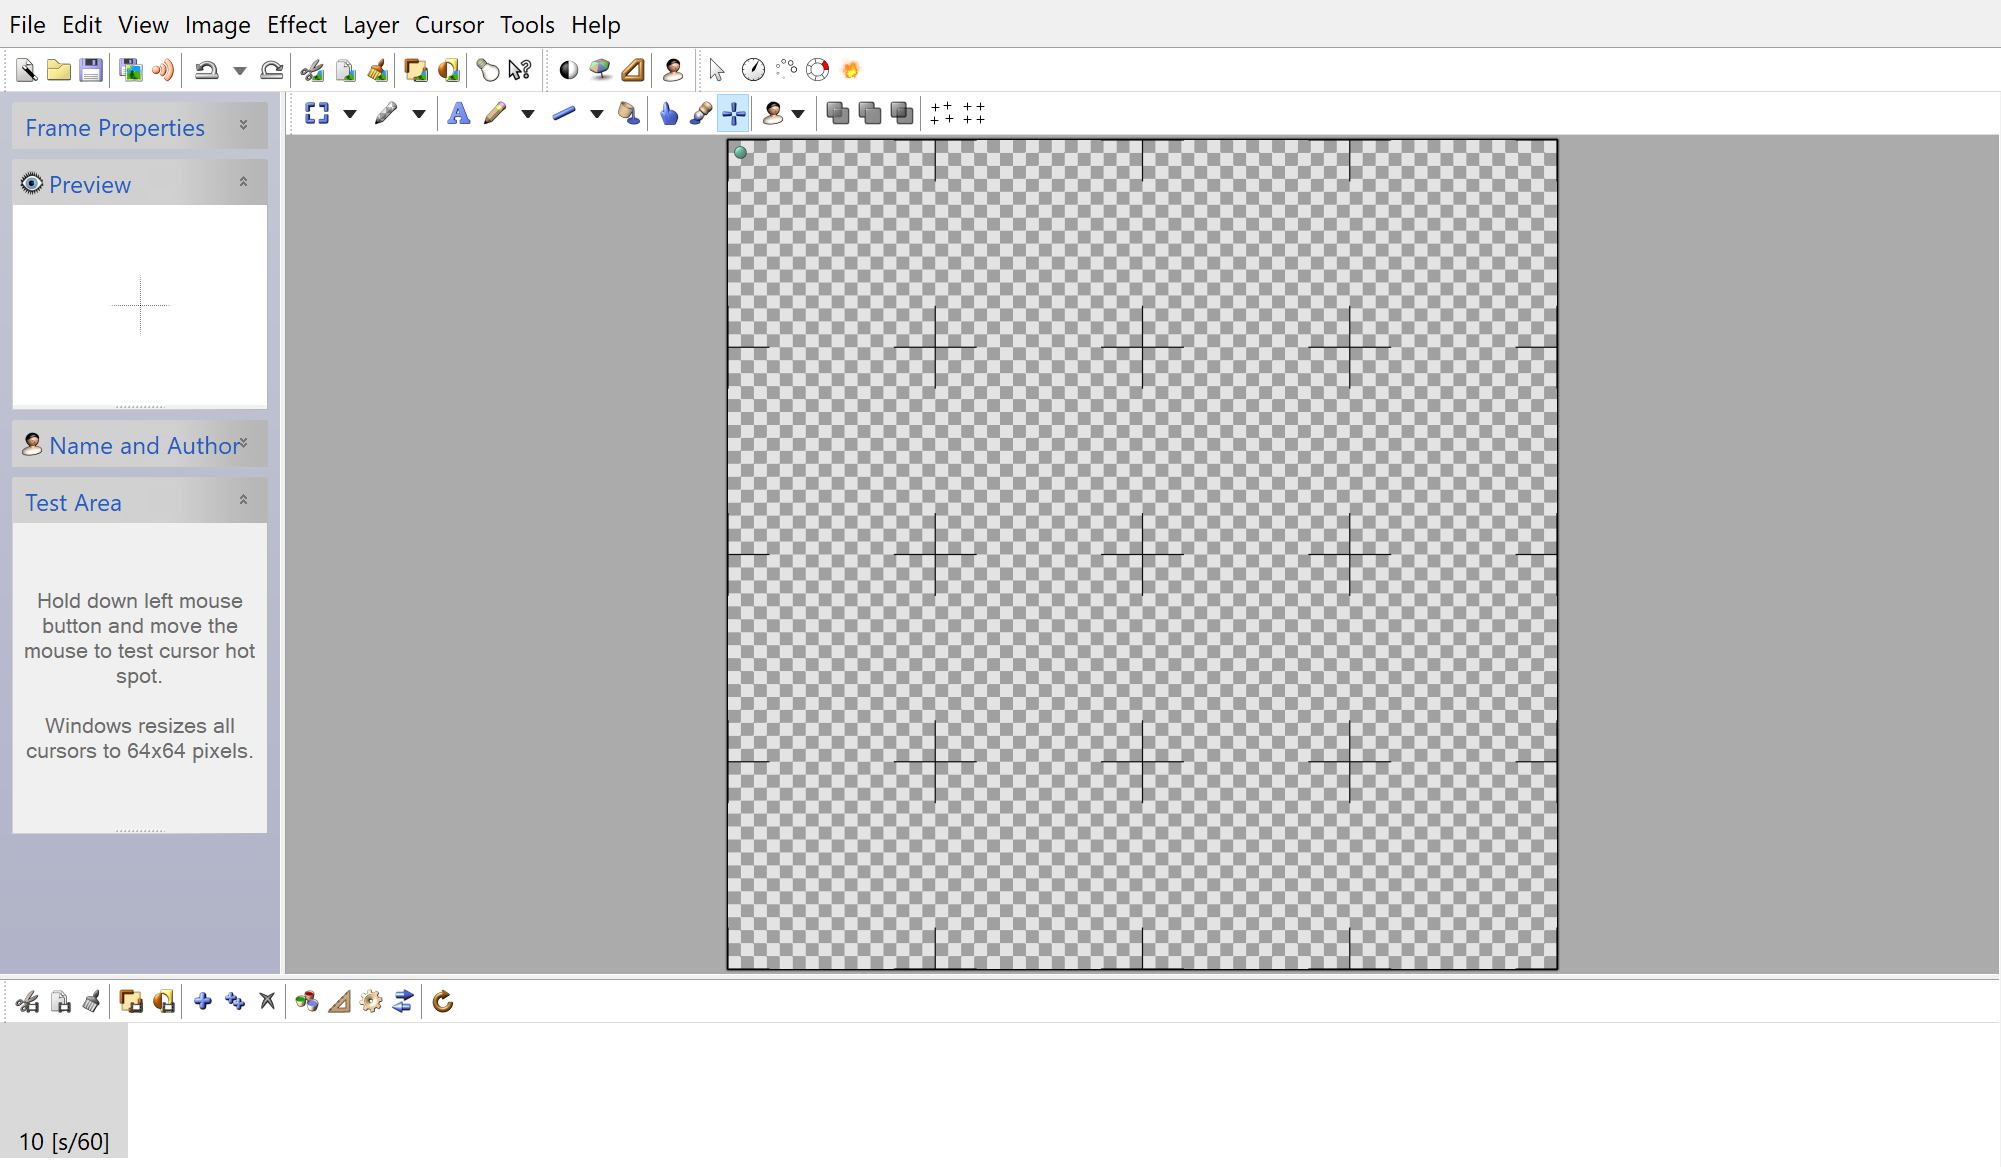 File Edit View Image Effect Layer Cursor Tools Help
Frame Properties
Preview
Name and Author
Test Area
Hold down left mouse
button and move the
mouse to test cursor hot
spot.
Windows resizes all
cursors to 64x64 pixels.
10 [s/60]